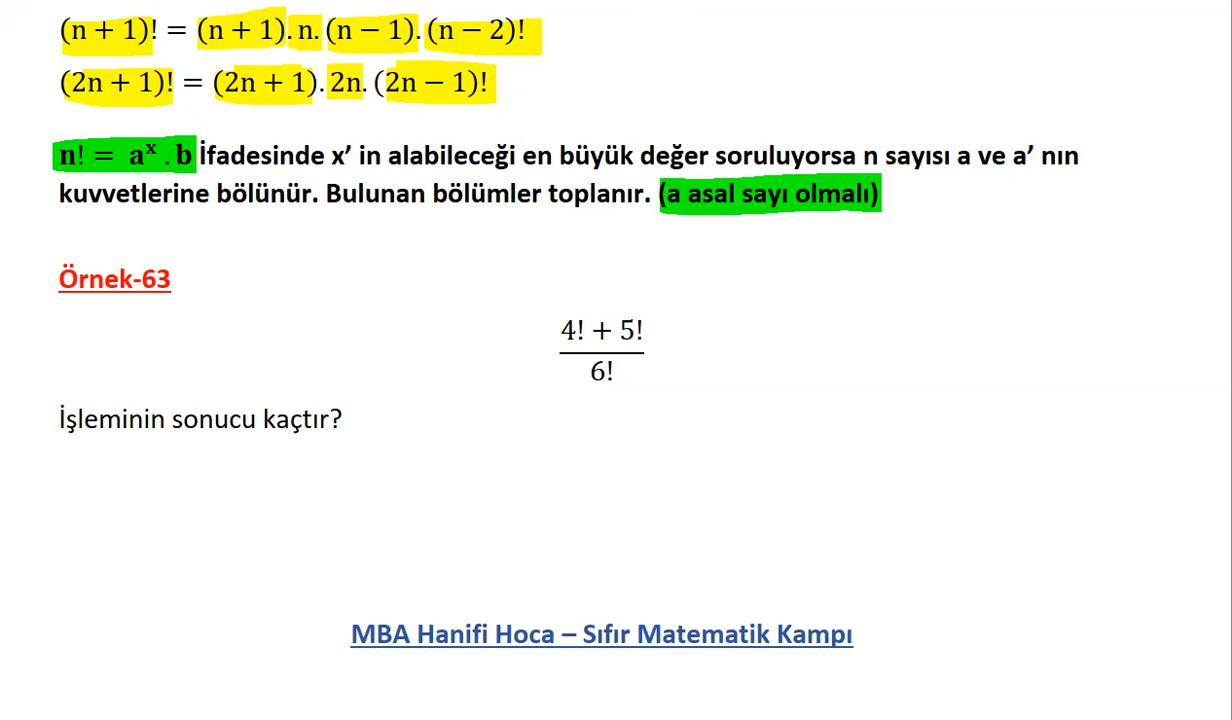 (n + 1)! = (n + 1). n. (n − 1). (n − 2)!
(2n + 1)! = (2n + 1). 2n. (2n − 1)!
n! = aˣ . b İfadesinde x’ in alabileceği en büyük değer soruluyorsa n sayısı a ve a’ nın
kuvvetlerine bölünür. Bulunan bölümler toplanır. (a asal sayı olmalı)
Örnek-63
4! + 5!
6!
İşleminin sonucu kaçtır?
MBA Hanifi Hoca – Sıfır Matematik Kampı